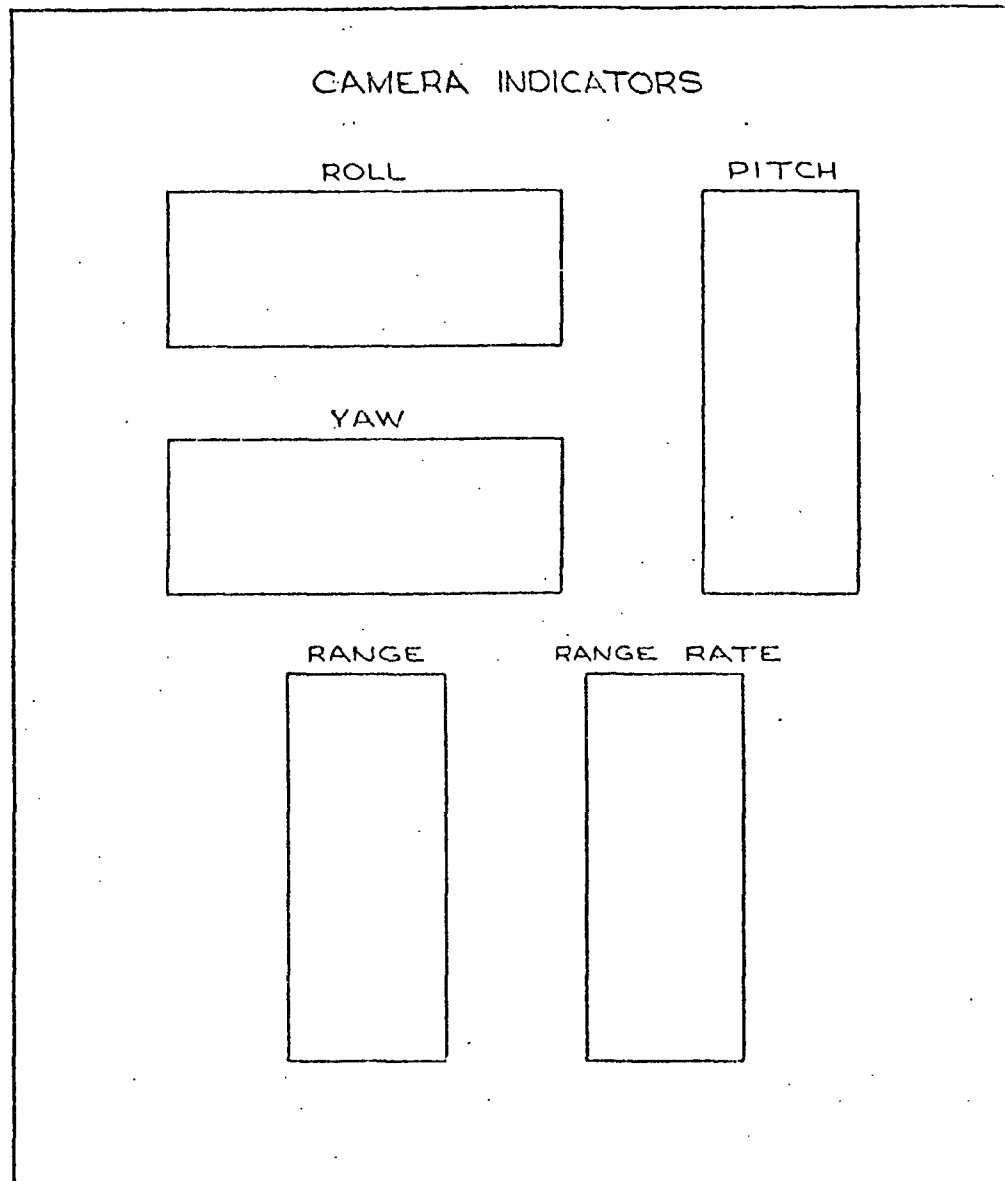 CAMERA INDICATORS
ROLL
PITCH
YAW
RANGE
RANGE RATE